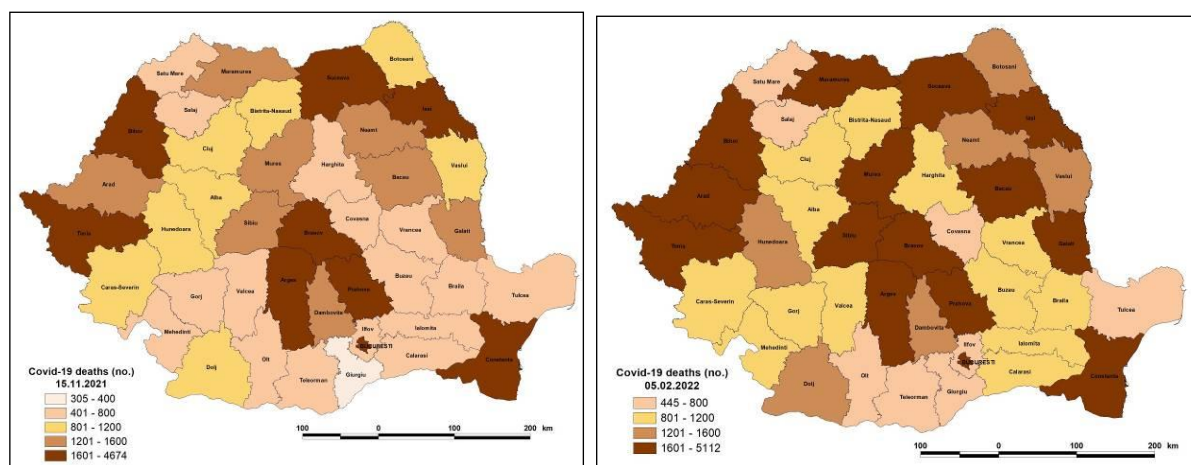 Satu Mare
Maramures
Suceava
Botosani
Salaj
Bistrita-Nasaud
Iasi
Bihor
Cluj
Neamt
Mures
Harghita
Vaslui
Bacau
Arad
Alba
Covasna
Timis
Hunedoara
Sibiu
Brasov
Vrancea
Galati
Caras-Severin
Gorj
Valcea
Arges
Prahova
Buzau
Braila
Tulcea
Dambovita
Mehedinti
Ilfov
Ialomita
BUCURESTI
Olt
Calarasi
Constanta
Dolj
Teleorman
Giurgiu
Covid-19 deaths (no.)
15.11.2021
305 - 400
401 - 800
801 - 1200
1201 - 1600
1601 - 4674
100 0 100 200 km
Satu Mare
Maramures
Suceava
Botosani
Salaj
Bistrita-Nasaud
Iasi
Bihor
Cluj
Neamt
Mures
Harghita
Vaslui
Bacau
Arad
Alba
Covasna
Timis
Hunedoara
Sibiu
Brasov
Vrancea
Galati
Caras-Severin
Gorj
Valcea
Arges
Prahova
Buzau
Braila
Tulcea
Dambovita
Mehedinti
Ilfov
Ialomita
BUCURESTI
Olt
Calarasi
Constanta
Dolj
Teleorman
Giurgiu
Covid-19 deaths (no.)
05.02.2022
445 - 800
801 - 1200
1201 - 1600
1601 - 5112
100 0 100 200 km